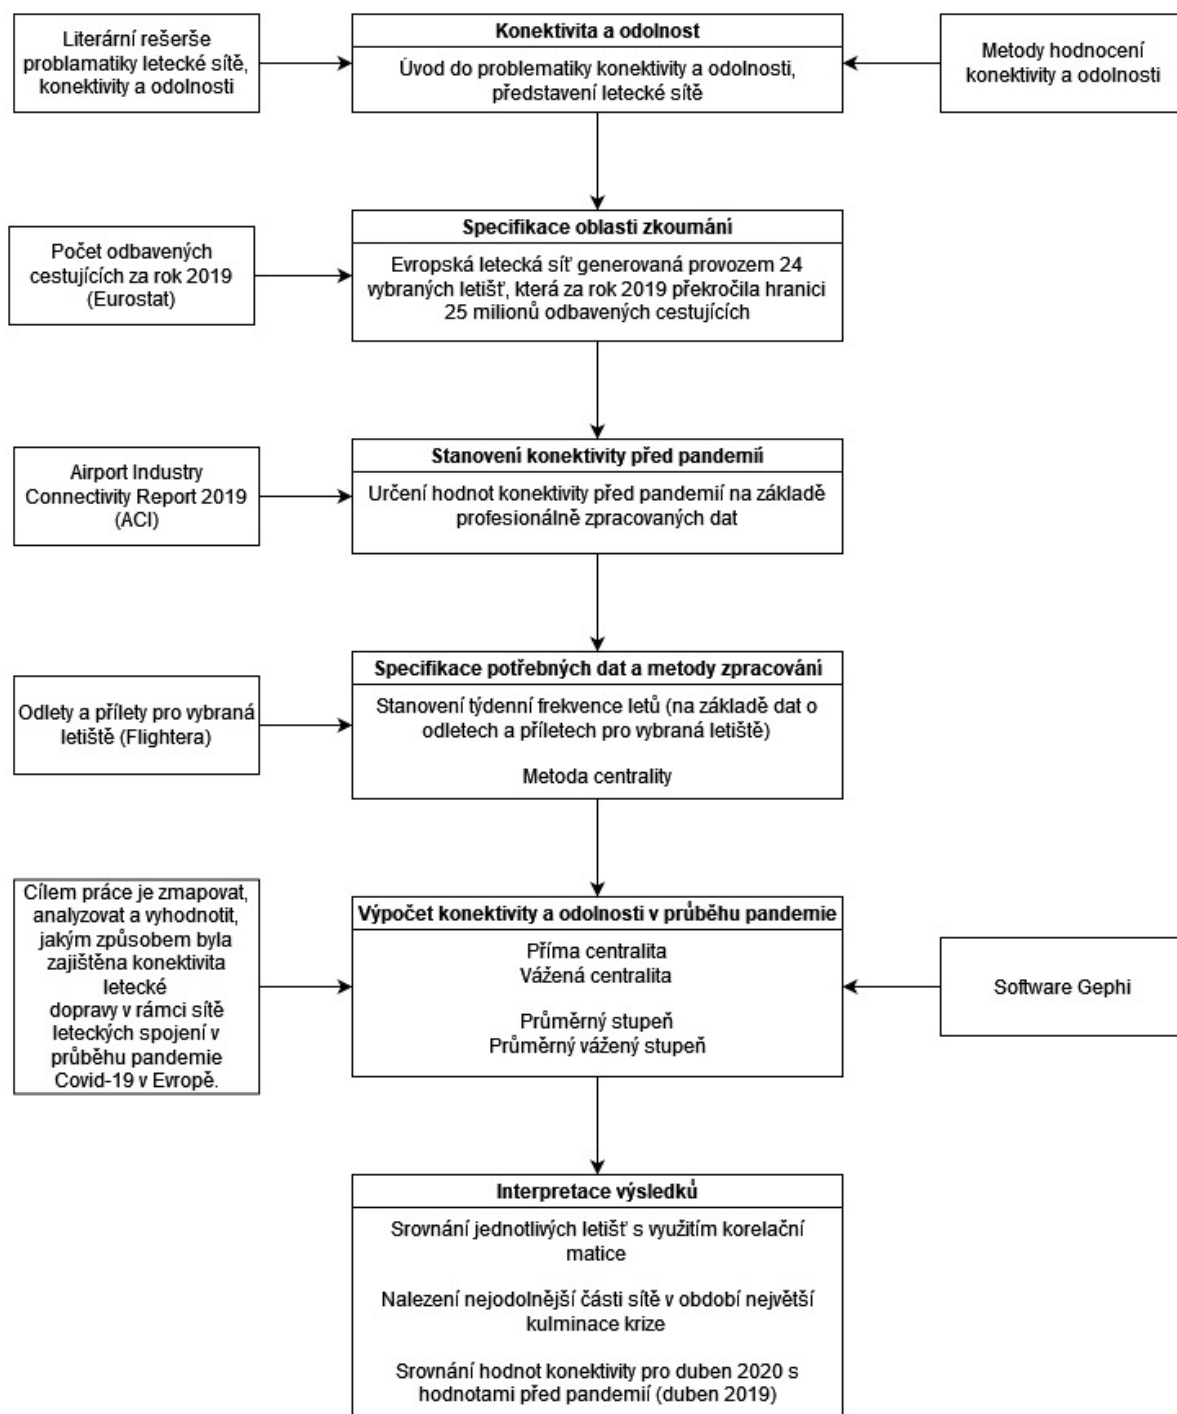 Literární rešerše
problamatiky letecké sítě,
konektivity a odolnosti
Konektivita a odolnost
Úvod do problematiky konektivity a odolnosti,
představení letecké sítě
Metody hodnocení
konektivity a odolnosti
Počet odbavených
cestujících za rok 2019
(Eurostat)
Specifikace oblasti zkoumání
Evropská letecká síť generovaná provozem 24
vybraných letišť, která za rok 2019 překročila hranici
25 milionů odbavených cestujících
Airport Industry
Connectivity Report 2019
(ACI)
Stanovení konektivity před pandemií
Určení hodnot konektivity před pandemií na základě
profesionálně zpracovaných dat
Odlety a přílety pro vybraná
letiště (Flightera)
Specifikace potřebných dat a metody zpracování
Stanovení týdenní frekvence letů (na základě dat o
odletech a příletech pro vybraná letiště)
Metoda centrality
Cílem práce je zmapovat,
analyzovat a vyhodnotit,
jakým způsobem byla
zajištěna konektivita
letecké
dopravy v rámci sítě
leteckých spojení v
průběhu pandemie
Covid-19 v Evropě.
Výpočet konektivity a odolnosti v průběhu pandemie
Příma centralita
Vážená centralita
Průměrný stupeň
Průměrný vážený stupeň
Software Gephi
Interpretace výsledků
Srovnání jednotlivých letišť s využitím korelační
matice
Nalezení nejodolnější části sítě v období největší
kulminace krize
Srovnání hodnot konektivity pro duben 2020 s
hodnotami před pandemií (duben 2019)